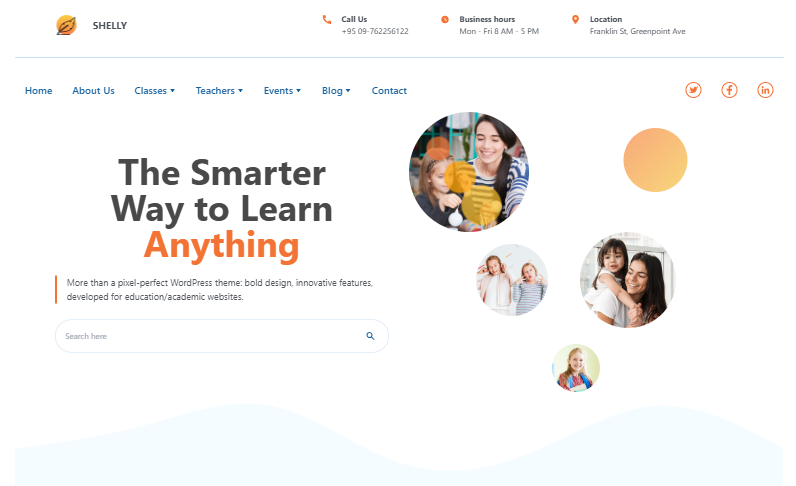 SHELLY
Call Us
+95 09-762256122
Business hours
Mon - Fri 8 AM - 5 PM
Location
Franklin St, Greenpoint Ave
Home
About Us
Classes
Teachers
Events
Blog
Contact
The Smarter
Way to Learn
Anything
More than a pixel-perfect WordPress theme: bold design, innovative features,
developed for education/academic websites.
Search here